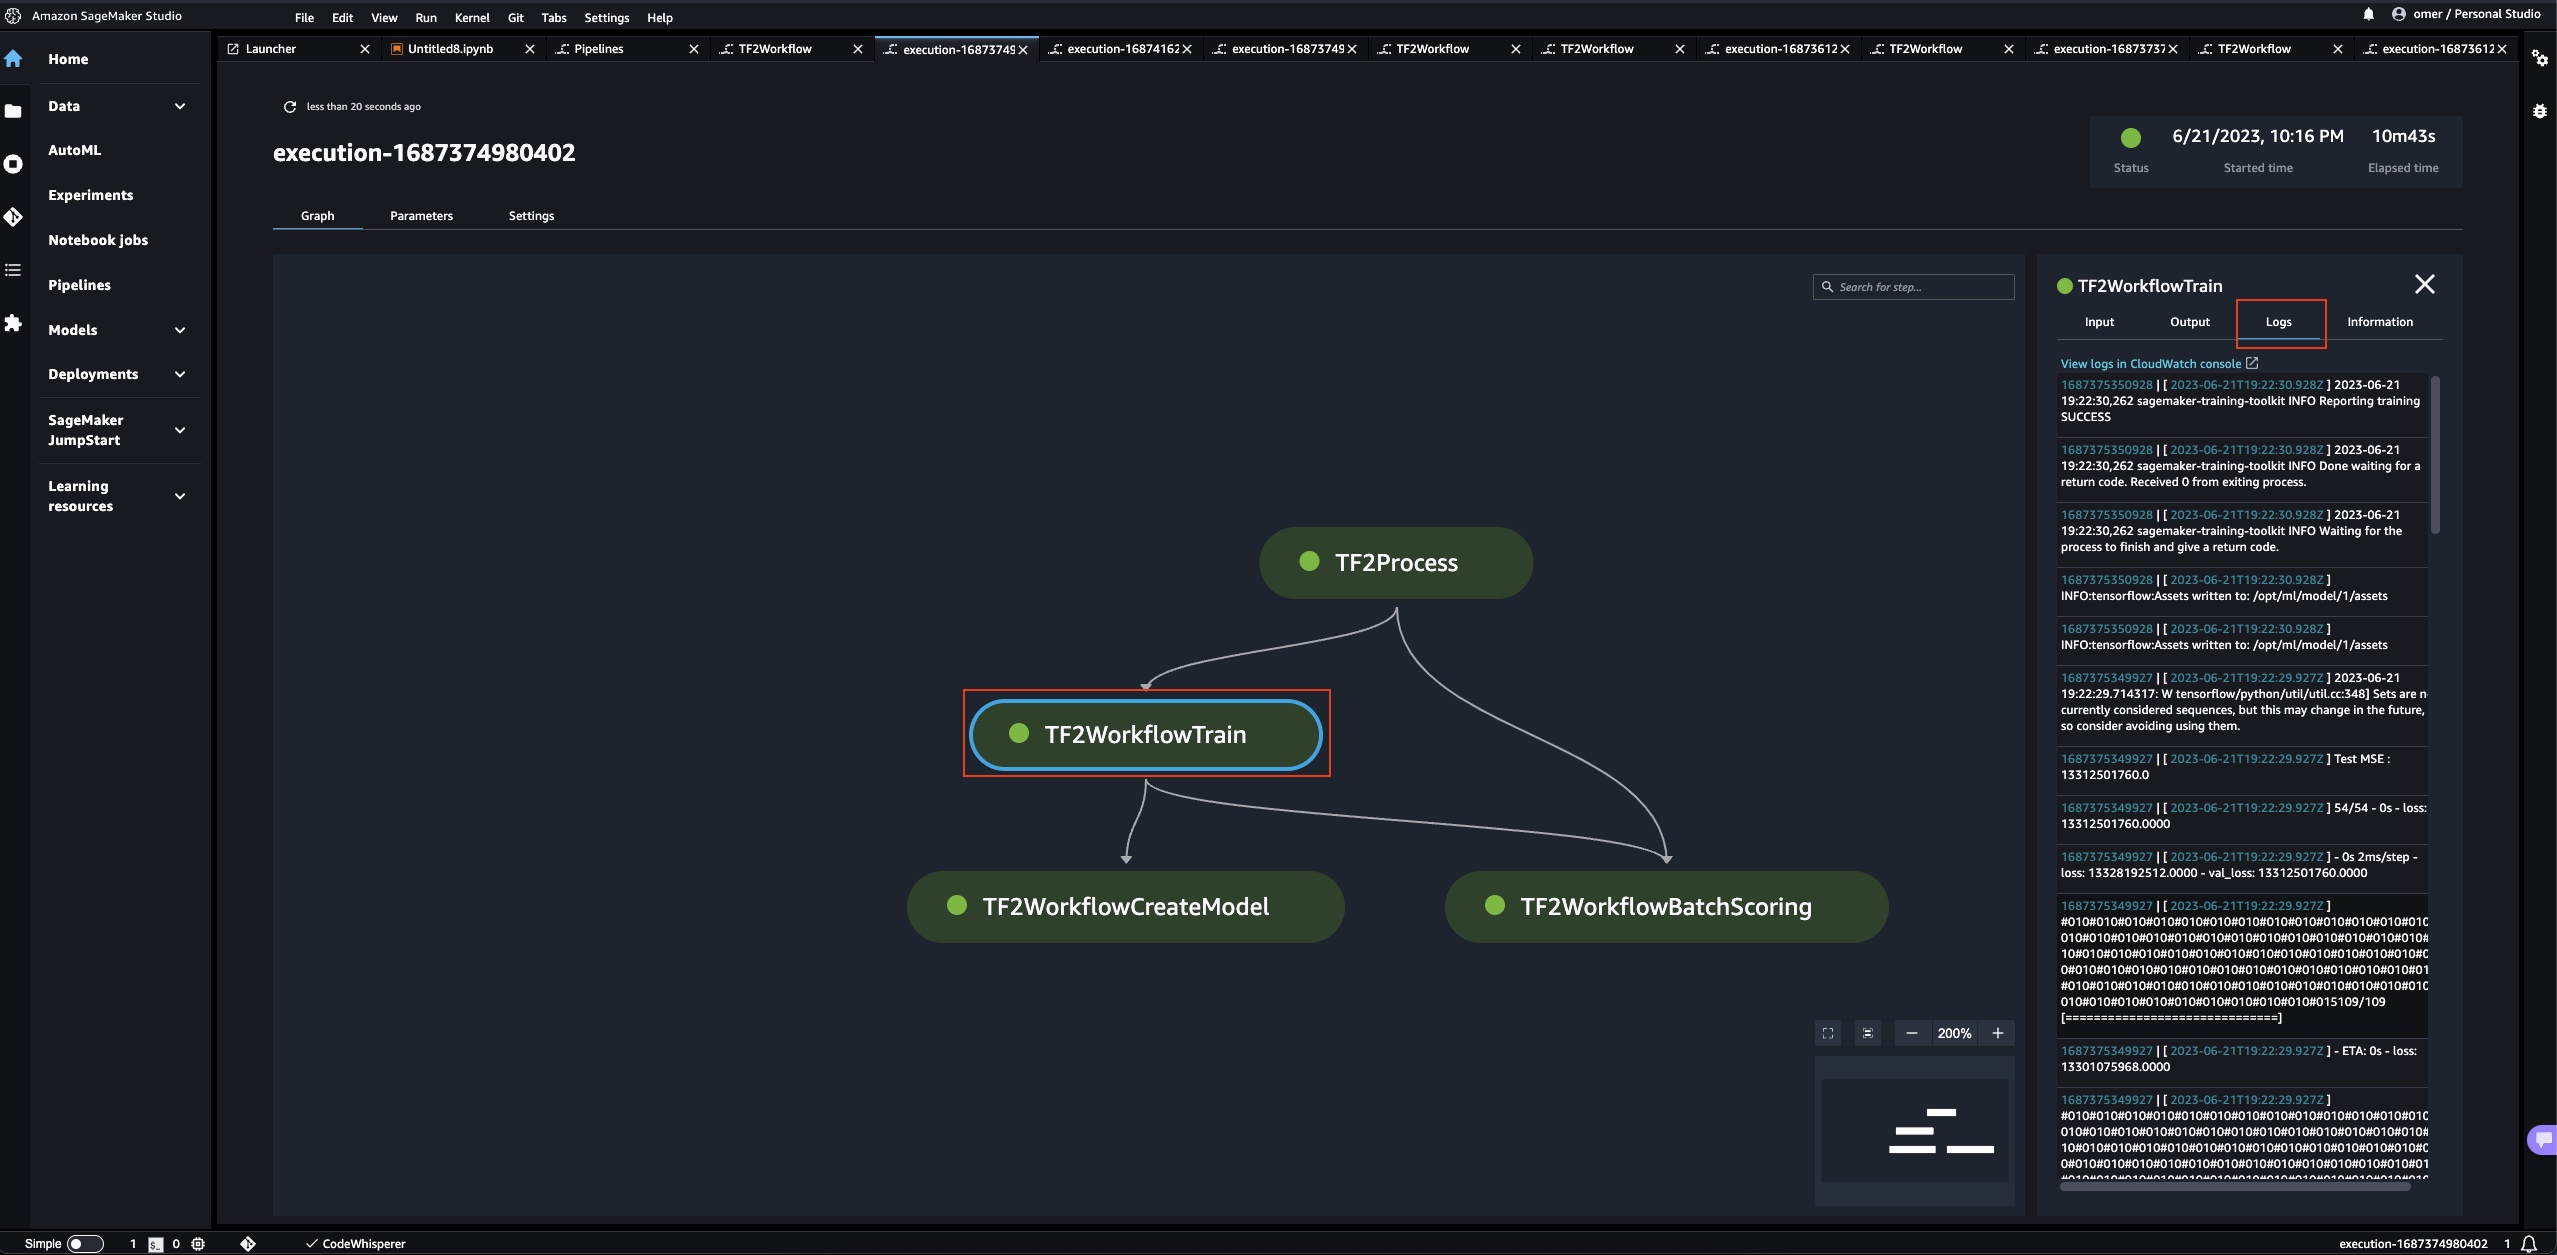 Amazon SageMaker Studio
File Edit View Run Kernel Git Tabs Settings Help
omer / Personal Studio
Launcher
Untitled8.ipynb
Pipelines
TF2Workflow
execution-16873749
execution-16874162
execution-16873749
TF2Workflow
TF2Workflow
execution-16873612
TF2Workflow
execution-16873737
TF2Workflow
execution-16873612
Home
Data
AutoML
Experiments
Notebook jobs
Pipelines
Models
Deployments
SageMaker
JumpStart
Learning
resources
less than 20 seconds ago
execution-1687374980402
6/21/2023, 10:16 PM
10m43s
Status
Started time
Elapsed time
Graph
Parameters
Settings
Search for step...
TF2Process
TF2WorkflowTrain
TF2WorkflowCreateModel
TF2WorkflowBatchScoring
200%
TF2WorkflowTrain
Input
Output
Logs
Information
View logs in CloudWatch console
1687375350928 | [ 2023-06-21T19:22:30.928Z ] 2023-06-21
19:22:30,262 sagemaker-training-toolkit INFO Reporting training
SUCCESS
1687375350928 | [ 2023-06-21T19:22:30.928Z ] 2023-06-21
19:22:30,262 sagemaker-training-toolkit INFO Done waiting for a
return code. Received 0 from exiting process.
1687375350928 | [ 2023-06-21T19:22:30.928Z ] 2023-06-21
19:22:30,262 sagemaker-training-toolkit INFO Waiting for the
process to finish and give a return code.
1687375350928 | [ 2023-06-21T19:22:30.928Z ]
INFO:tensorflow:Assets written to: /opt/ml/model/1/assets
1687375350928 | [ 2023-06-21T19:22:30.928Z ]
INFO:tensorflow:Assets written to: /opt/ml/model/1/assets
1687375349927 | [ 2023-06-21T19:22:29.927Z ] 2023-06-21
19:22:29.714317: W tensorflow/python/util/util.cc:348] Sets are n
currently considered sequences, but this may change in the future,
so consider avoiding using them.
1687375349927 | [ 2023-06-21T19:22:29.927Z ] Test MSE :
13312501760.0
1687375349927 | [ 2023-06-21T19:22:29.927Z ] 54/54 - 0s - loss:
13312501760.0000
1687375349927 | [ 2023-06-21T19:22:29.927Z ] - 0s 2ms/step -
loss: 13328192512.0000 - val_loss: 13312501760.0000
1687375349927 | [ 2023-06-21T19:22:29.927Z ]
#010#010#010#010#010#010#010#010#010#010#010#010#010
010#010#010#010#010#010#010#010#010#010#010#010#010#
10#010#010#010#010#010#010#010#010#010#010#010#010#0
0#010#010#010#010#010#010#010#010#010#010#010#010#01
#010#010#010#010#010#010#010#010#010#010#010#010#010
010#010#010#010#010#010#010#010#010#015109/109
[==============================]
1687375349927 | [ 2023-06-21T19:22:29.927Z ] - ETA: 0s - loss:
13301075968.0000
1687375349927 | [ 2023-06-21T19:22:29.927Z ]
#010#010#010#010#010#010#010#010#010#010#010#010#010
010#010#010#010#010#010#010#010#010#010#010#010#010#
10#010#010#010#010#010#010#010#010#010#010#010#010#0
0#010#010#010#010#010#010#010#010#010#010#010#010#01
Simple
1
0
CodeWhisperer
execution-1687374980402
1